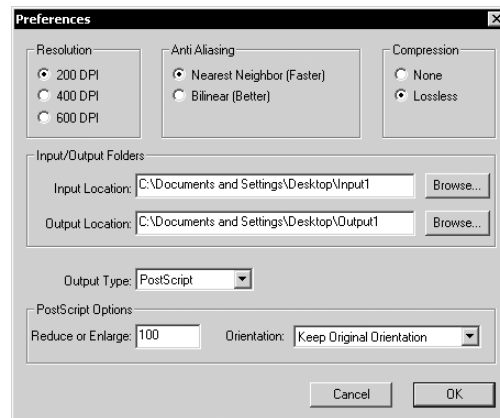 Preferences
Resolution
200 DPI
400 DPI
600 DPI
Anti Aliasing
Nearest Neighbor (Faster)
Bilinear (Better)
Compression
None
Lossless
Input/Output Folders
Input Location: C:\Documents and Settings\Desktop\Input1 Browse...
Output Location: C:\Documents and Settings\Desktop\Output1 Browse...
Output Type: PostScript
PostScript Options
Reduce or Enlarge: 100 Orientation: Keep Original Orientation
Cancel OK